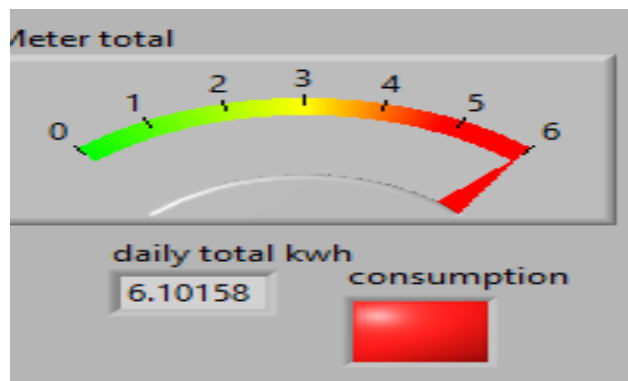 Meter total
0 1 2 3 4 5 6
daily total kwh
6.10158
consumption